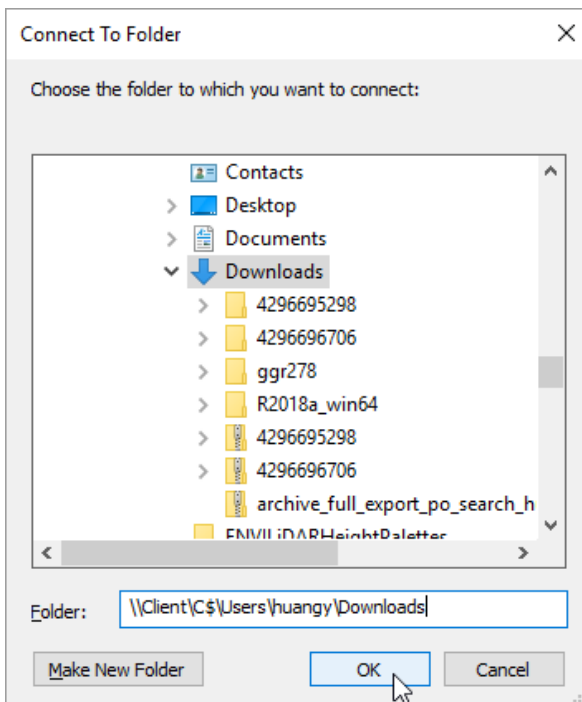 Connect To Folder
Choose the folder to which you want to connect:
Contacts
Desktop
Documents
Downloads
4296695298
4296696706
ggr278
R2018a_win64
4296695298
4296696706
archive_full_export_po_search_h
ENVILiDARHeightPalettes
Folder: \\Client\C$\Users\huangy\Downloads
Make New Folder OK Cancel